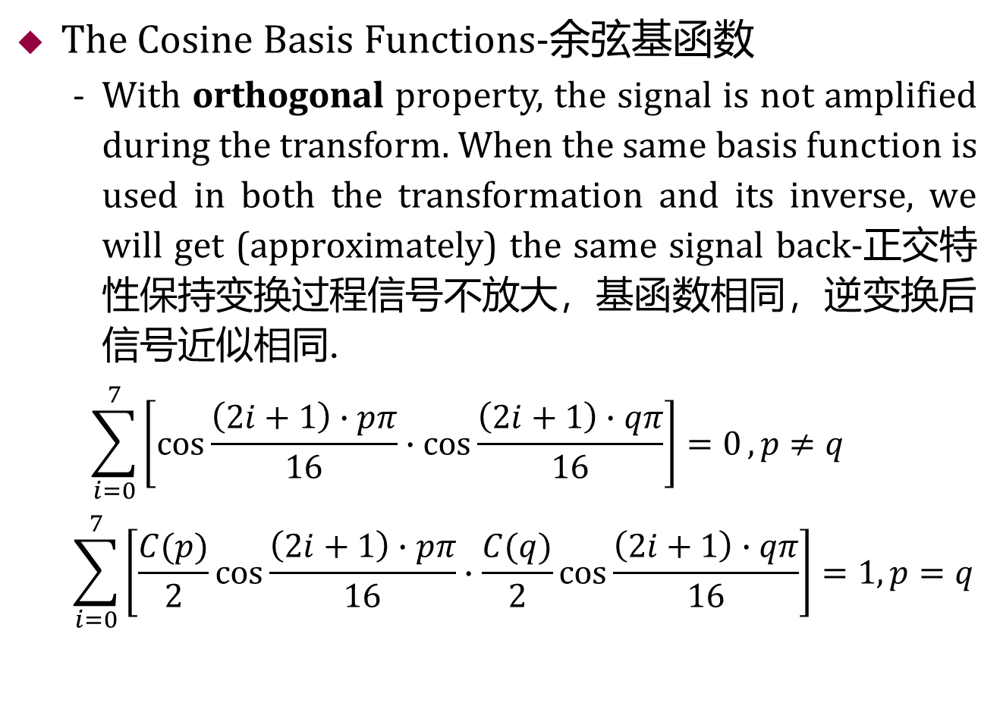 ◆ The Cosine Basis Functions-余弦基函数
- With orthogonal property, the signal is not amplified
during the transform. When the same basis function is
used in both the transformation and its inverse, we
will get (approximately) the same signal back-正交特
性保持变换过程信号不放大，基函数相同，逆变换后
信号近似相同.
\sum_{i=0}^{7} \left[ \cos \frac{(2i+1) \cdot p\pi}{16} \cdot \cos \frac{(2i+1) \cdot q\pi}{16} \right] = 0, p \neq q
\sum_{i=0}^{7} \left[ \frac{C(p)}{2} \cos \frac{(2i+1) \cdot p\pi}{16} \cdot \frac{C(q)}{2} \cos \frac{(2i+1) \cdot q\pi}{16} \right] = 1, p = q